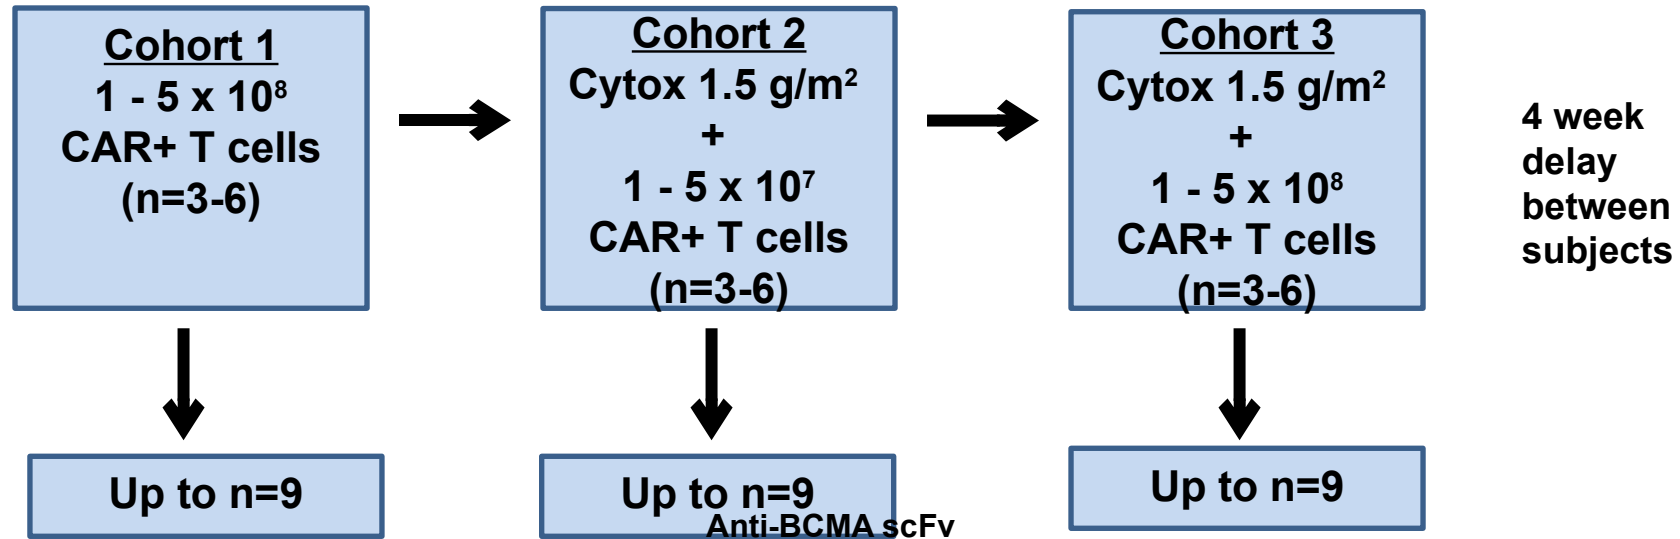 Cohort 1
1 - 5 x 10⁸
CAR+ T cells
(n=3-6)
Cohort 2
Cytox 1.5 g/m²
+
1 - 5 x 10⁷
CAR+ T cells
(n=3-6)
Cohort 3
Cytox 1.5 g/m²
+
1 - 5 x 10⁸
CAR+ T cells
(n=3-6)
4 week
delay
between
subjects
Up to n=9
Up to n=9
Up to n=9
Anti-BCMA scFv